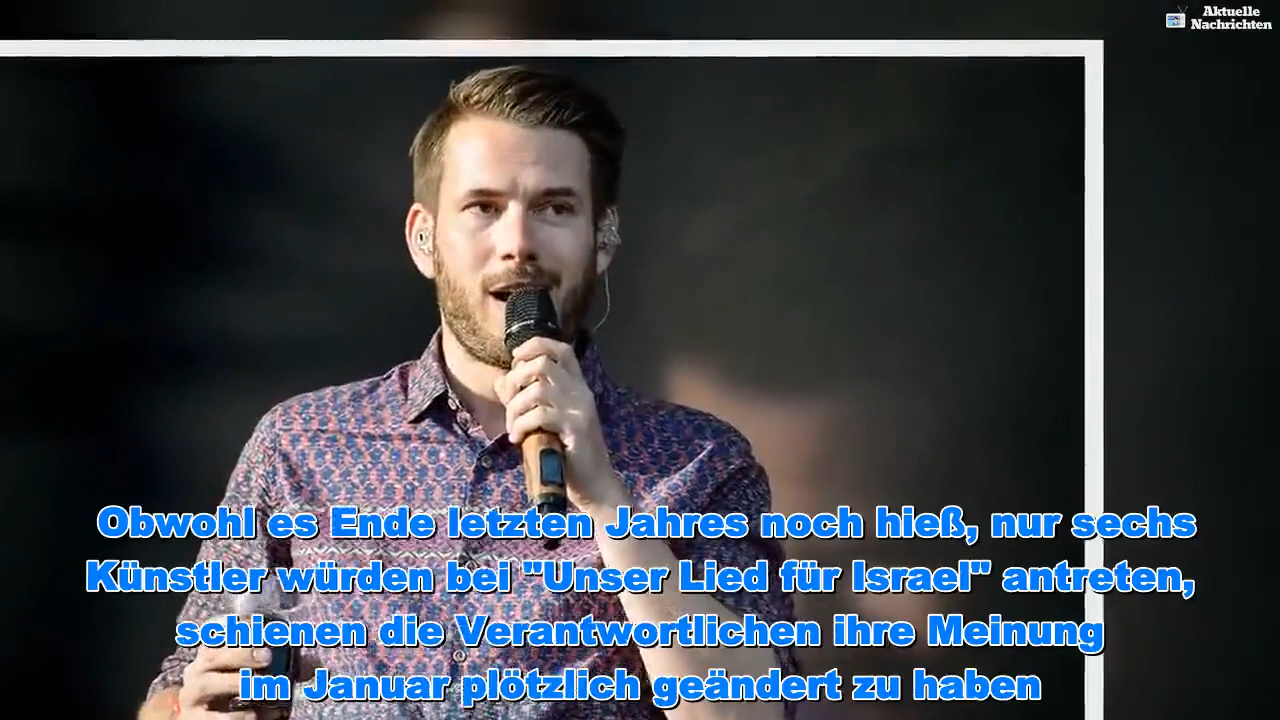 Aktuelle
Nachrichten
Obwohl es Ende letzten Jahres noch hieß, nur sechs
Künstler würden bei "Unser Lied für Israel" antreten,
schienen die Verantwortlichen ihre Meinung
im Januar plötzlich geändert zu haben